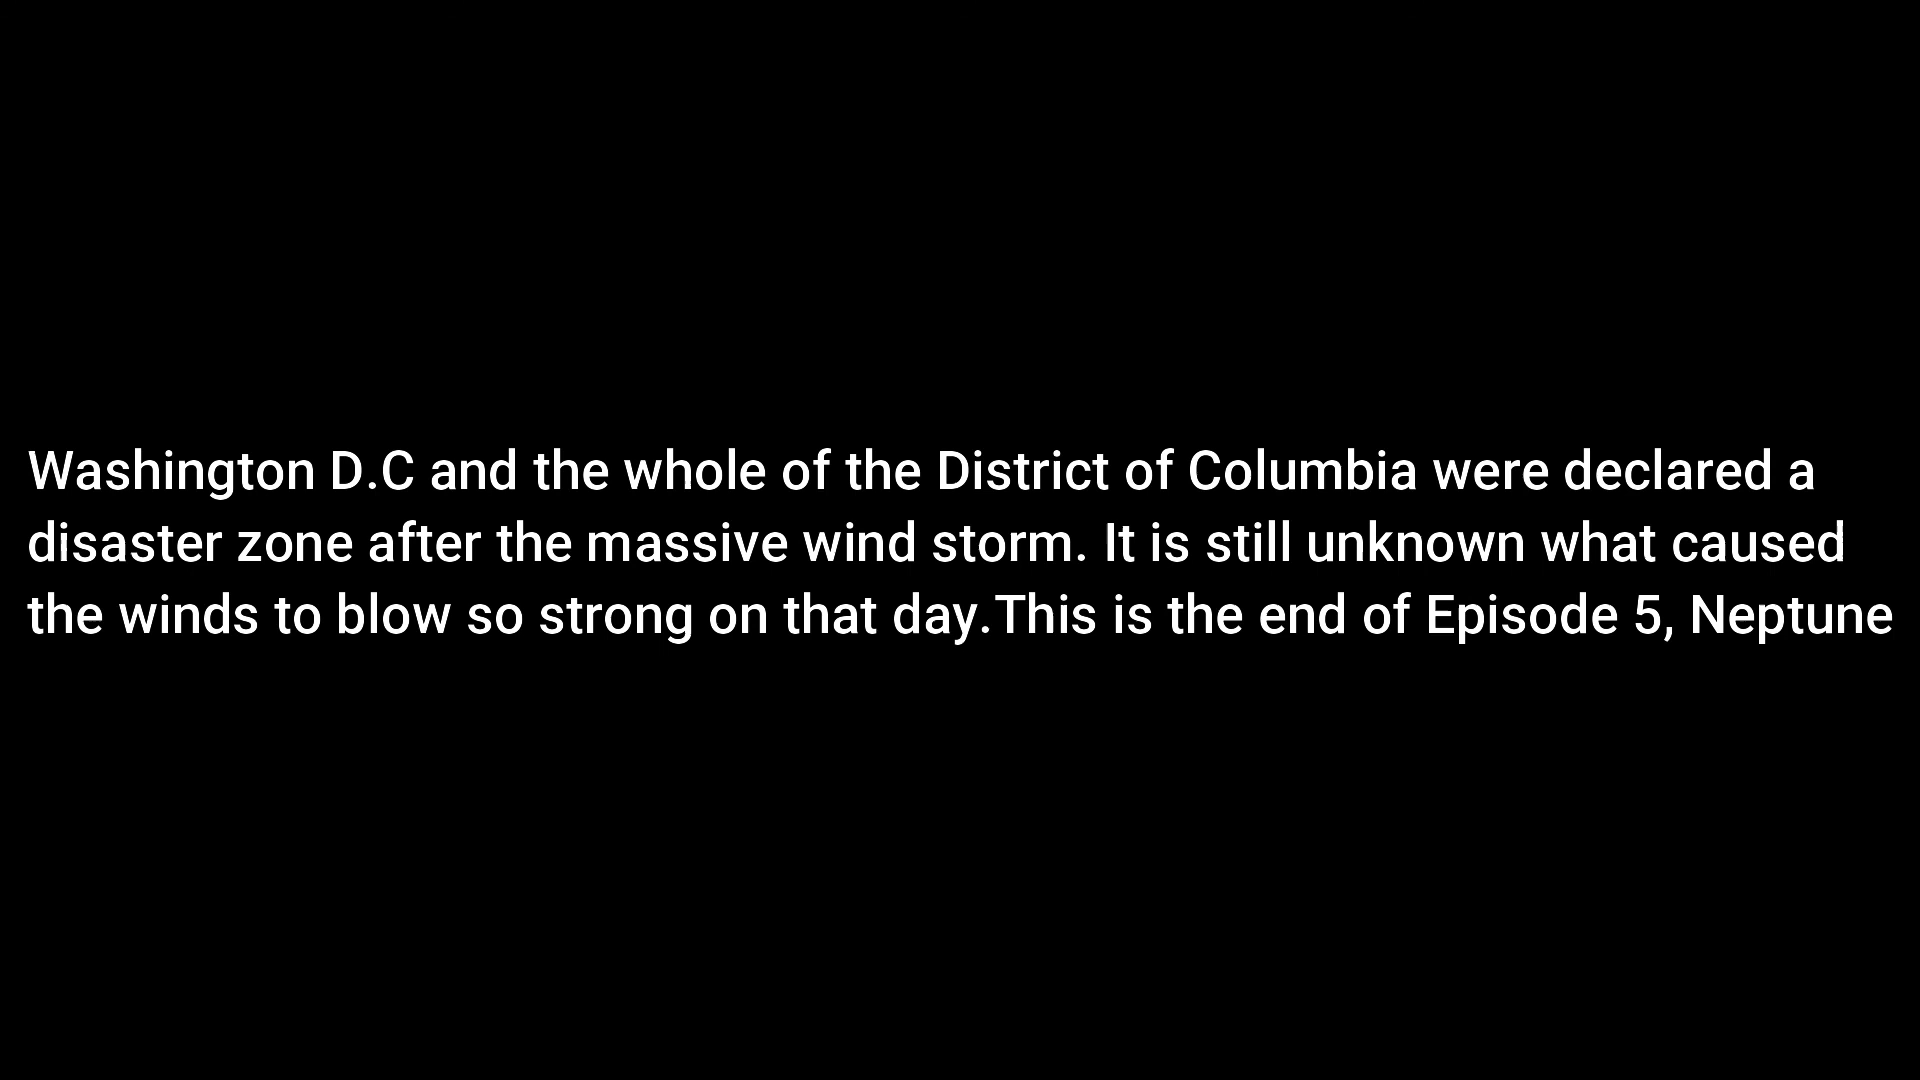 Washington D.C and the whole of the District of Columbia were declared a
disaster zone after the massive wind storm. It is still unknown what caused
the winds to blow so strong on that day.This is the end of Episode 5, Neptune